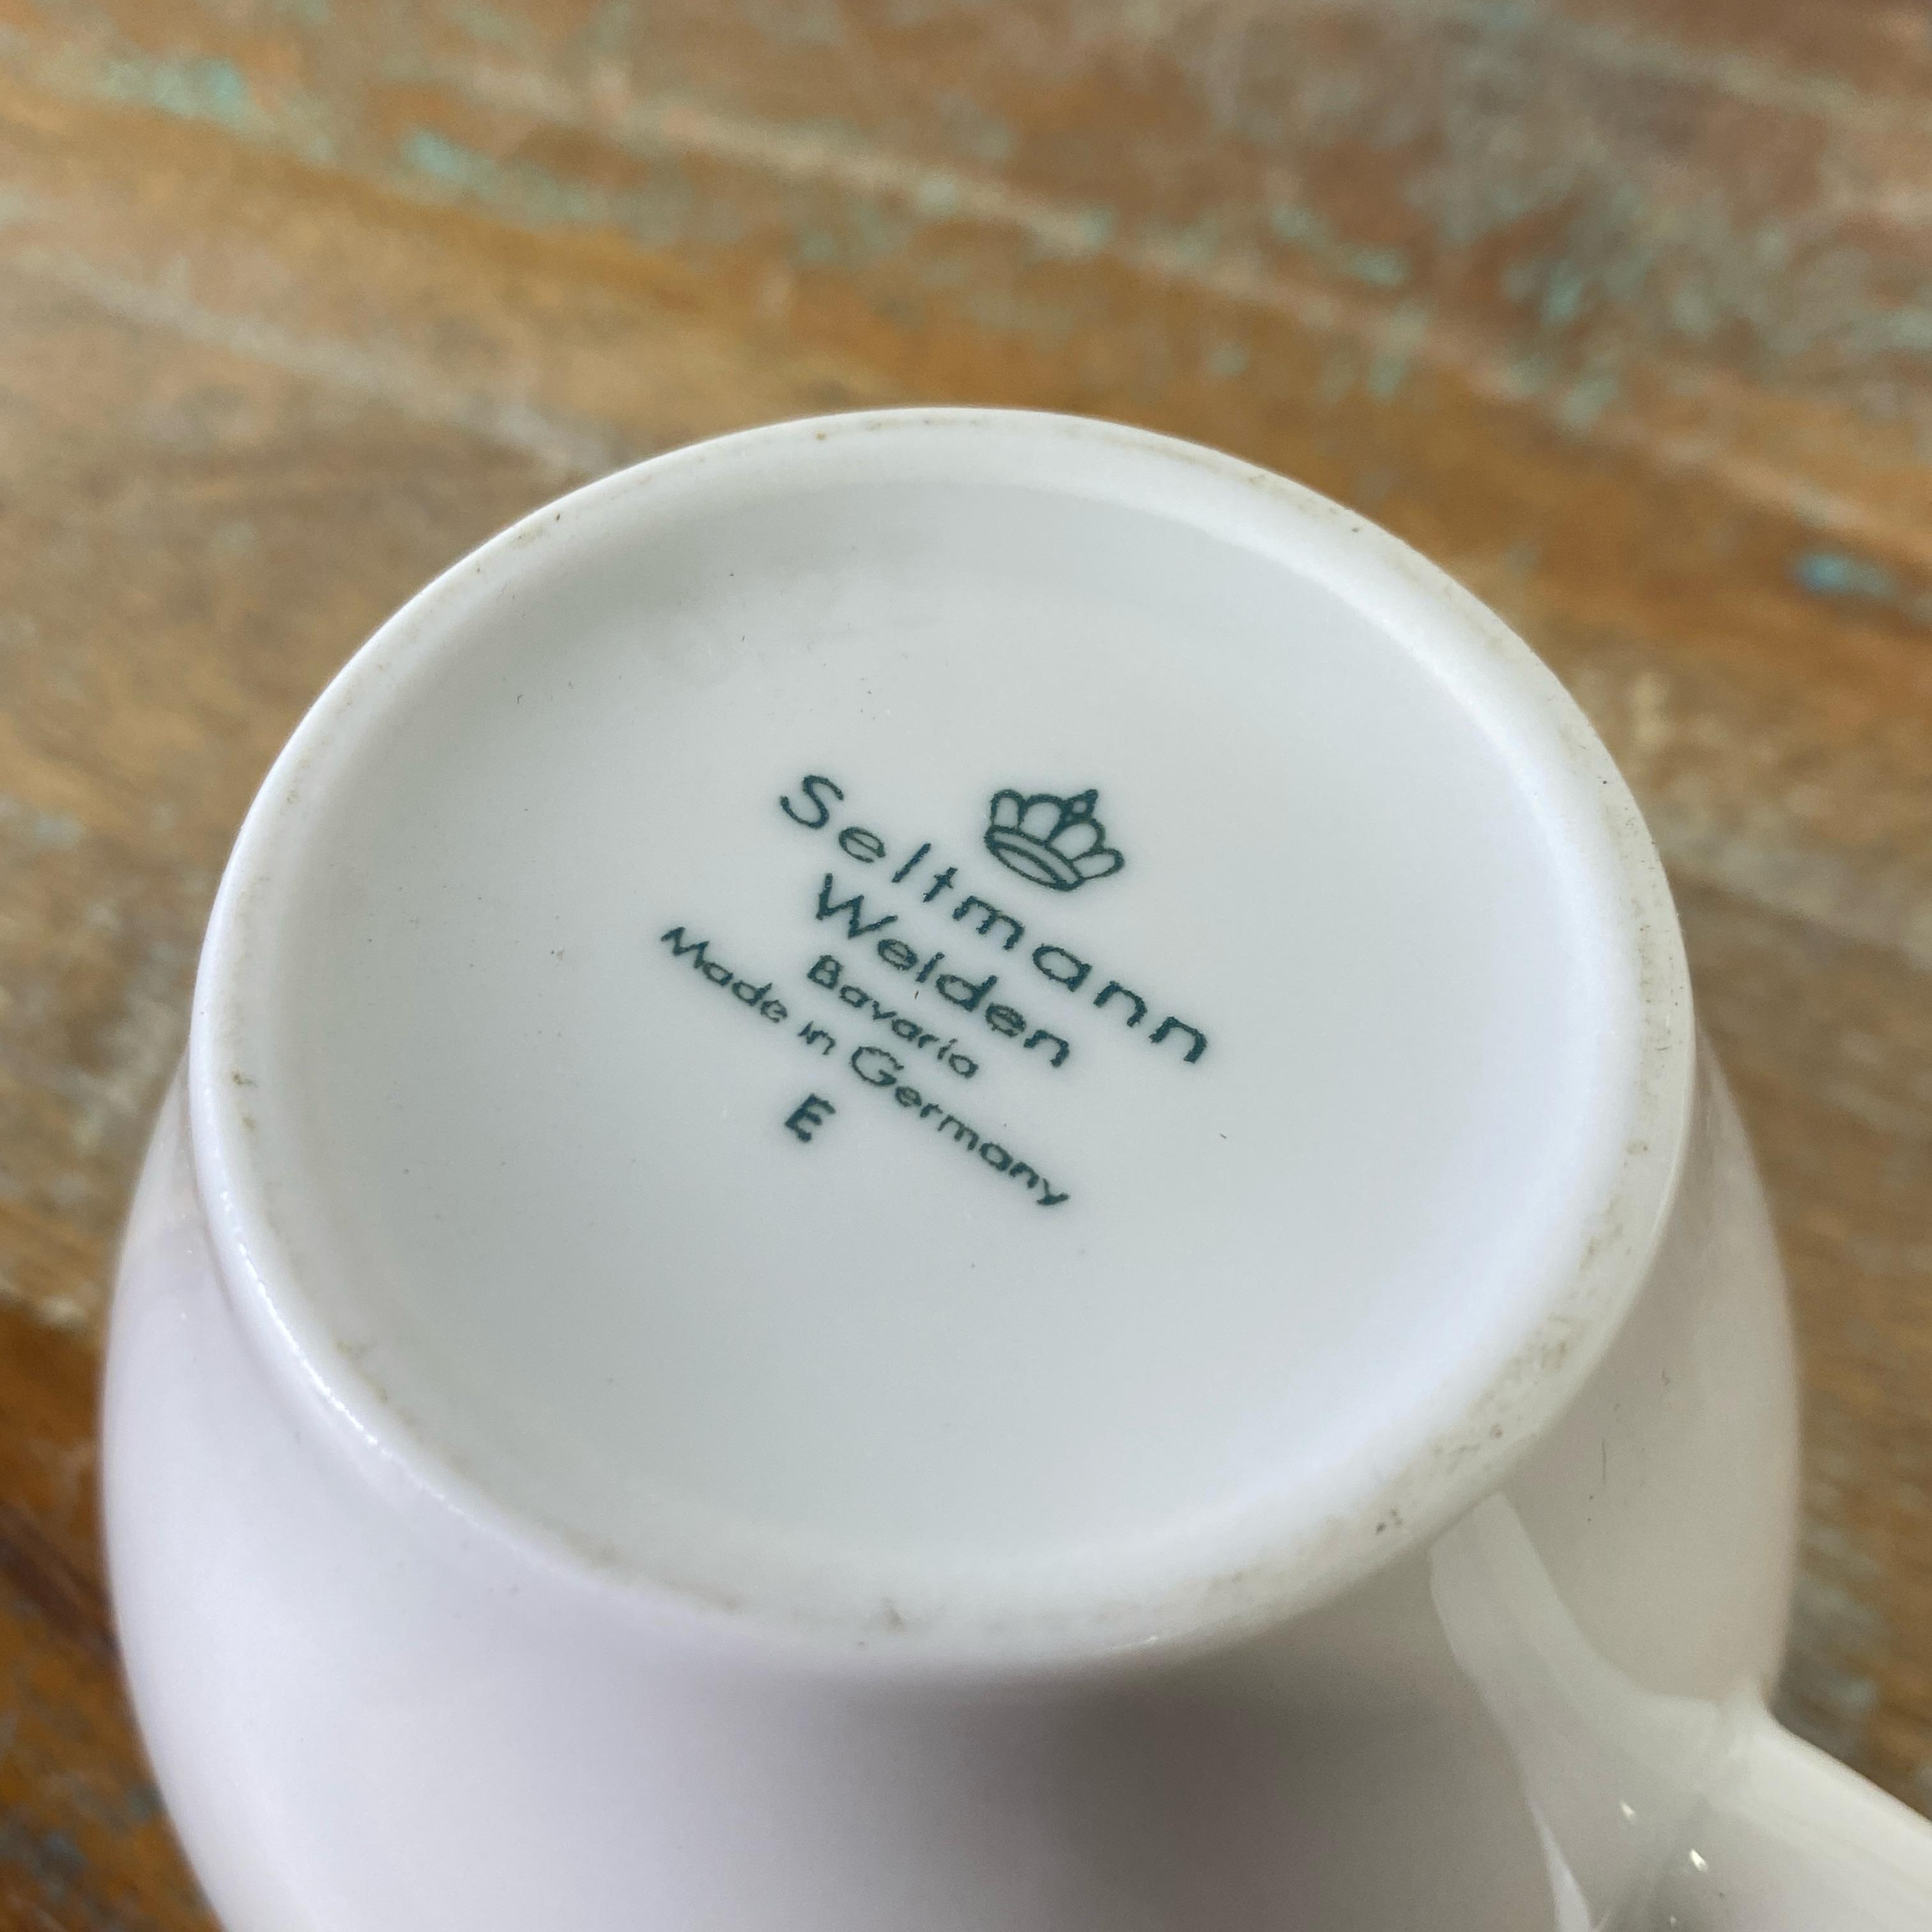 Seltmann
Weiden
Bavaria
Made in Germany
E